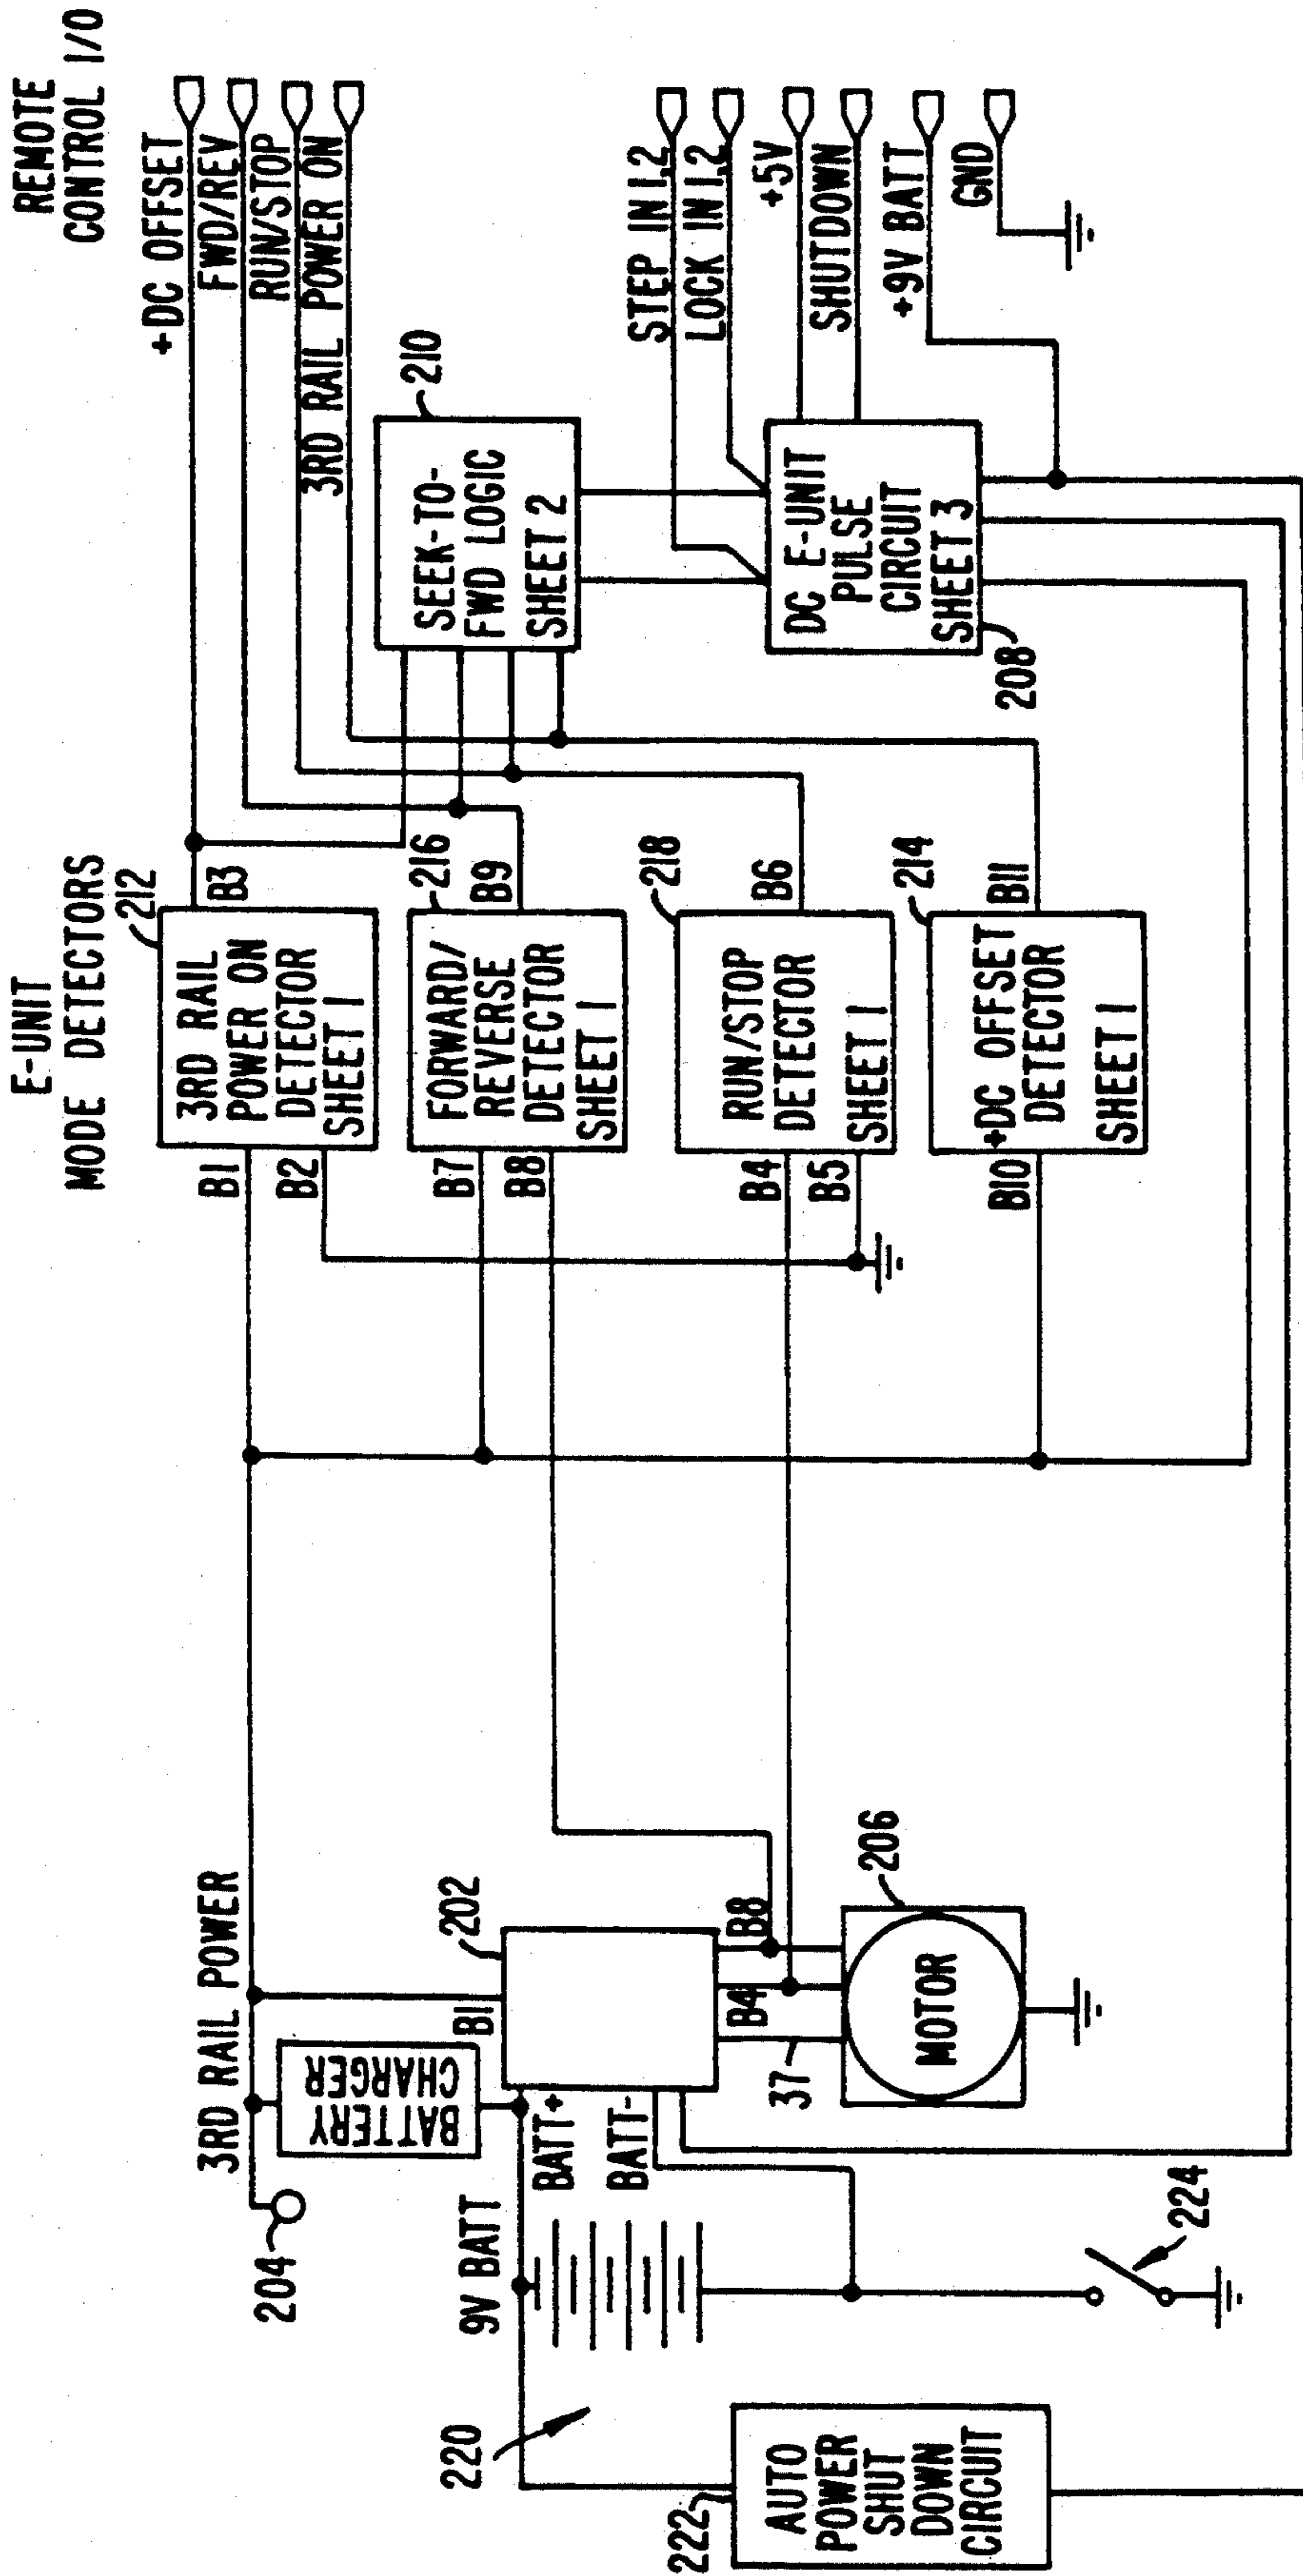 REMOTE
CONTROL I/O
+DC OFFSET
FWD/REV
RUN/STOP
3RD RAIL POWER ON
STEP IN 1,2
LOCK IN 1,2
+5V
SHUTDOWN
+9V BATT
GND
210
SEEK-TO-
FWD LOGIC
SHEET 2
DC E-UNIT
PULSE
CIRCUIT
SHEET 3
208
E-UNIT
MODE DETECTORS
212
B3
3RD RAIL
POWER ON
DETECTOR
SHEET 1
B1
B2
216
B9
FORWARD/
REVERSE
DETECTOR
SHEET 1
B7
B8
218
B6
RUN/STOP
DETECTOR
SHEET 1
B4
B5
214
B11
+DC OFFSET
DETECTOR
SHEET 1
B10
3RD RAIL POWER
204
BATTERY
CHARGER
202
B1
BATT+
BATT-
B8
B4
37
206
MOTOR
9V BATT
220
224
222
AUTO
POWER
SHUT
DOWN
CIRCUIT